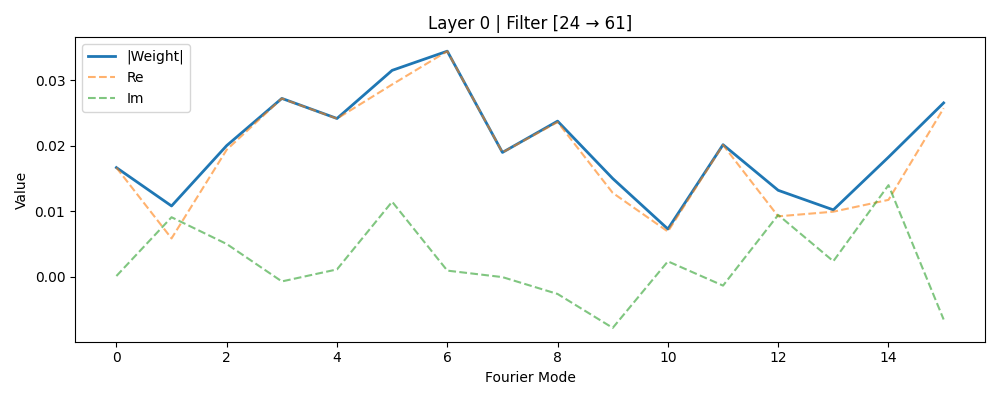 Layer 0 | Filter [24 → 61]
|Weight|
Re
Im
Value
0.03
0.02
0.01
0.00
0 2 4 6 8 10 12 14
Fourier Mode